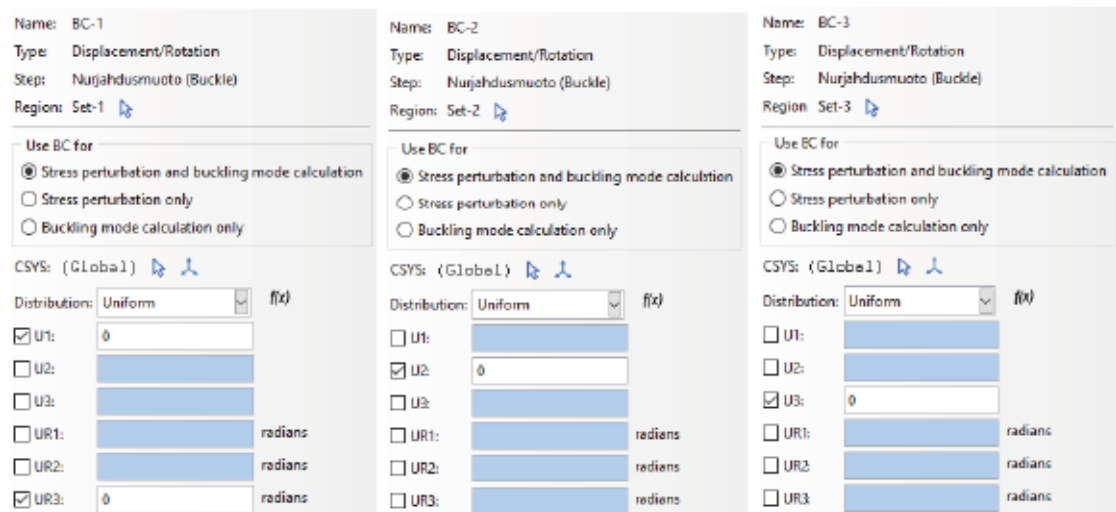 Name: BC-1
Type: Displacement/Rotation
Step: Nurjahdusmuoto (Buckle)
Region: Set-1
Use BC for
Stress perturbation and buckling mode calculation
Stress perturbation only
Buckling mode calculation only
CSYS: (Global)
Distribution: Uniform f(x)
U1: 0
U2:
U3:
UR1: radians
UR2: radians
UR3: 0 radians
Name: BC-2
Type: Displacement/Rotation
Step: Nurjahdusmuoto (Buckle)
Region: Set-2
Use BC for
Stress perturbation and buckling mode calculation
Stress perturbation only
Buckling mode calculation only
CSYS: (Global)
Distribution: Uniform f(x)
U1:
U2: 0
U3:
UR1: radians
UR2: radians
UR3: radians
Name: BC-3
Type: Displacement/Rotation
Step: Nurjahdusmuoto (Buckle)
Region Set-3
Use BC for
Stress perturbation and buckling mode calculation
Stress perturbation only
Buckling mode calculation only
CSYS: (Global)
Distribution: Uniform f(x)
U1:
U2:
U3: 0
UR1: radians
UR2: radians
UR3: radians